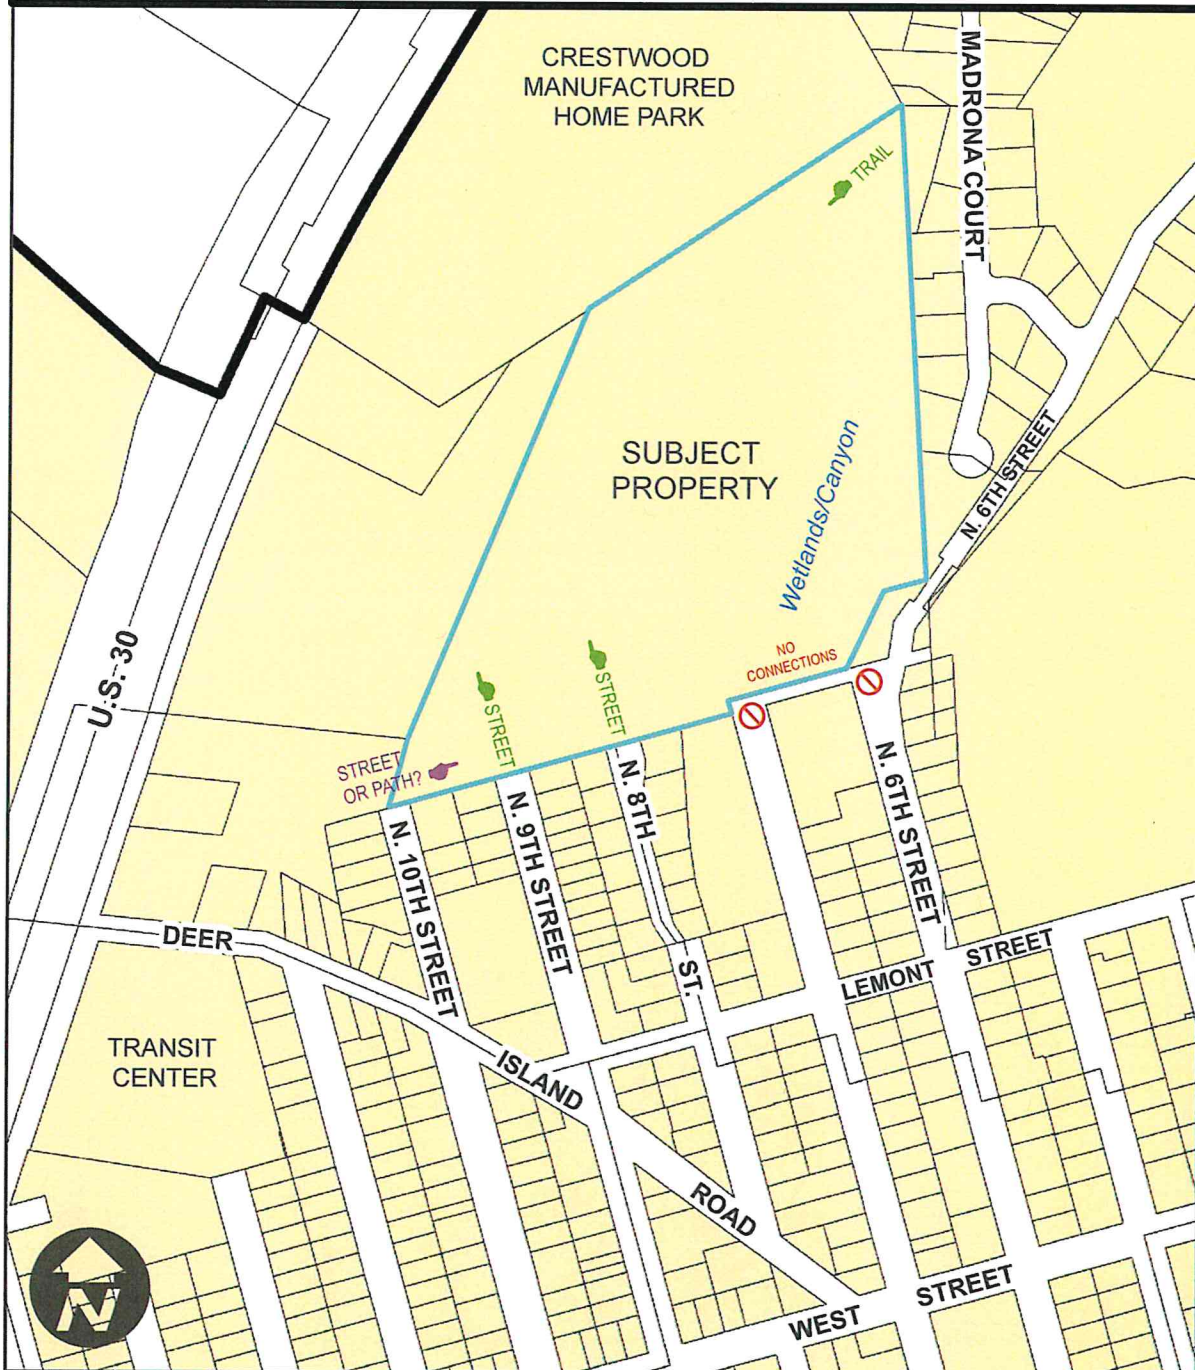 CRESTWOOD
MANUFACTURED
HOME PARK
MADRONA COURT
TRAIL
SUBJECT
PROPERTY
Wetlands/Canyon
N. 6TH STREET
U.S. 30
NO
CONNECTIONS
STREET
STREET
STREET
OR PATH?
N. 10TH STREET
N. 9TH STREET
N. 8TH
ST.
N. 6TH STREET
DEER
ISLAND
ROAD
LEMONT
STREET
TRANSIT
CENTER
WEST
STREET
N